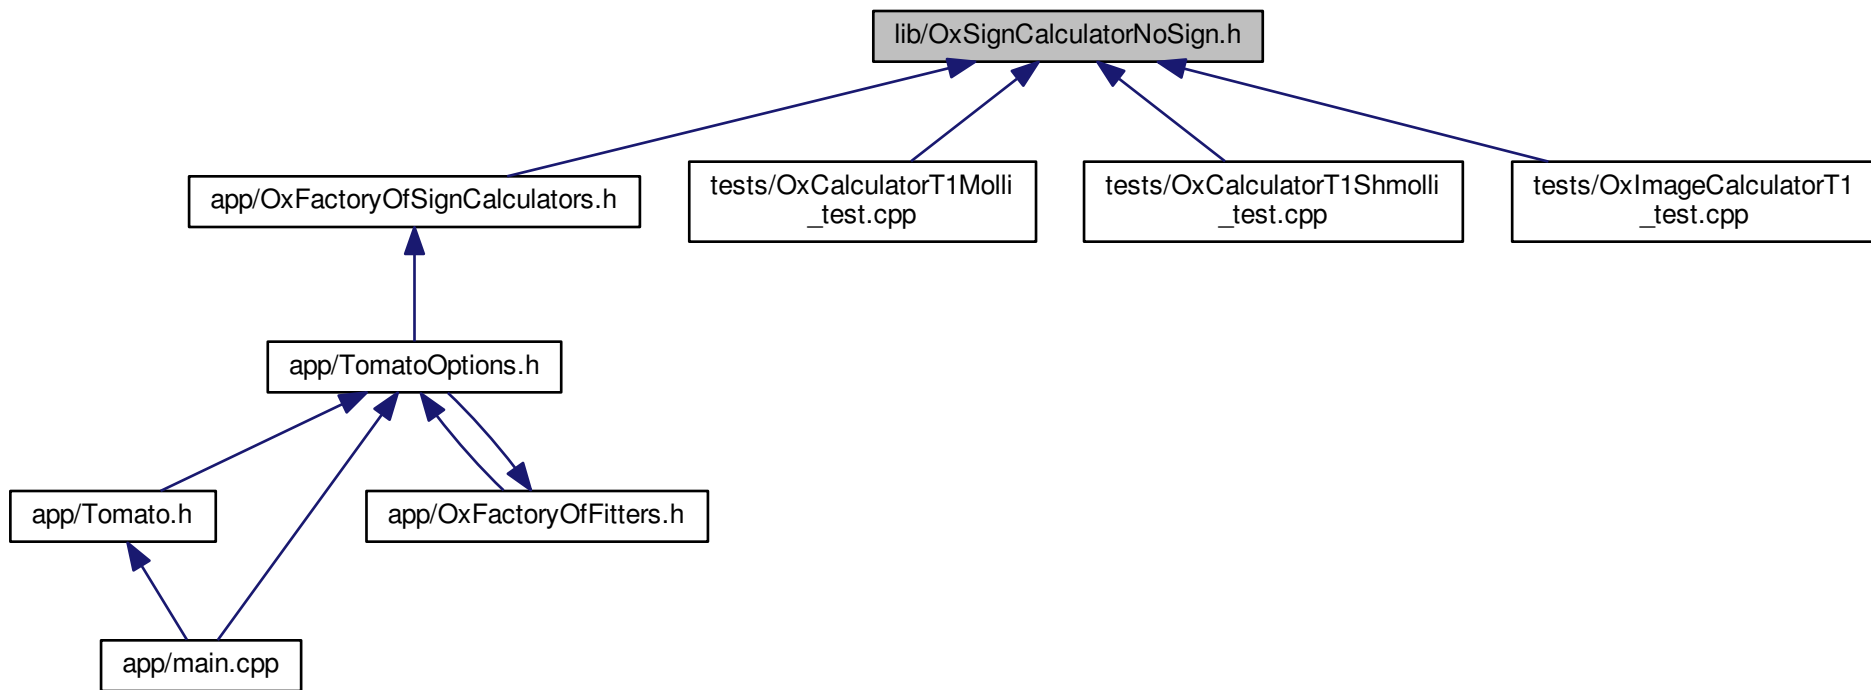 lib/OxSignCalculatorNoSign.h
app/OxFactoryOfSignCalculators.h
tests/OxCalculatorT1Molli
_test.cpp
tests/OxCalculatorT1Shmolli
_test.cpp
tests/OxImageCalculatorT1
_test.cpp
app/TomatoOptions.h
app/Tomato.h
app/OxFactoryOfFitters.h
app/main.cpp